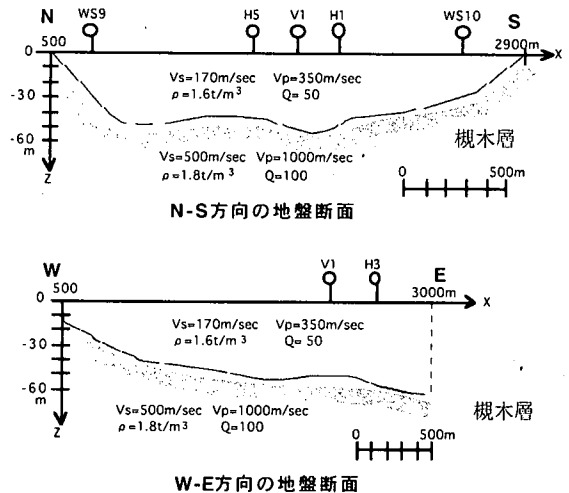 N WS9 H5 V1 H1 WS10 S
500 2900m X
0
-30
-60
m
Z
Vs=170m/sec Vp=350m/sec
ρ=1.6t/m³ Q= 50
Vs=500m/sec Vp=1000m/sec
ρ=1.8t/m³ Q=100
槻木層
0 500m
N-S方向の地盤断面
W V1 H3 E
500 3000m X
0
-30
-60
m
Z
Vs=170m/sec Vp=350m/sec
ρ=1.6t/m³ Q= 50
Vs=500m/sec Vp=1000m/sec
ρ=1.8t/m³ Q=100
槻木層
0 500m
W-E方向の地盤断面